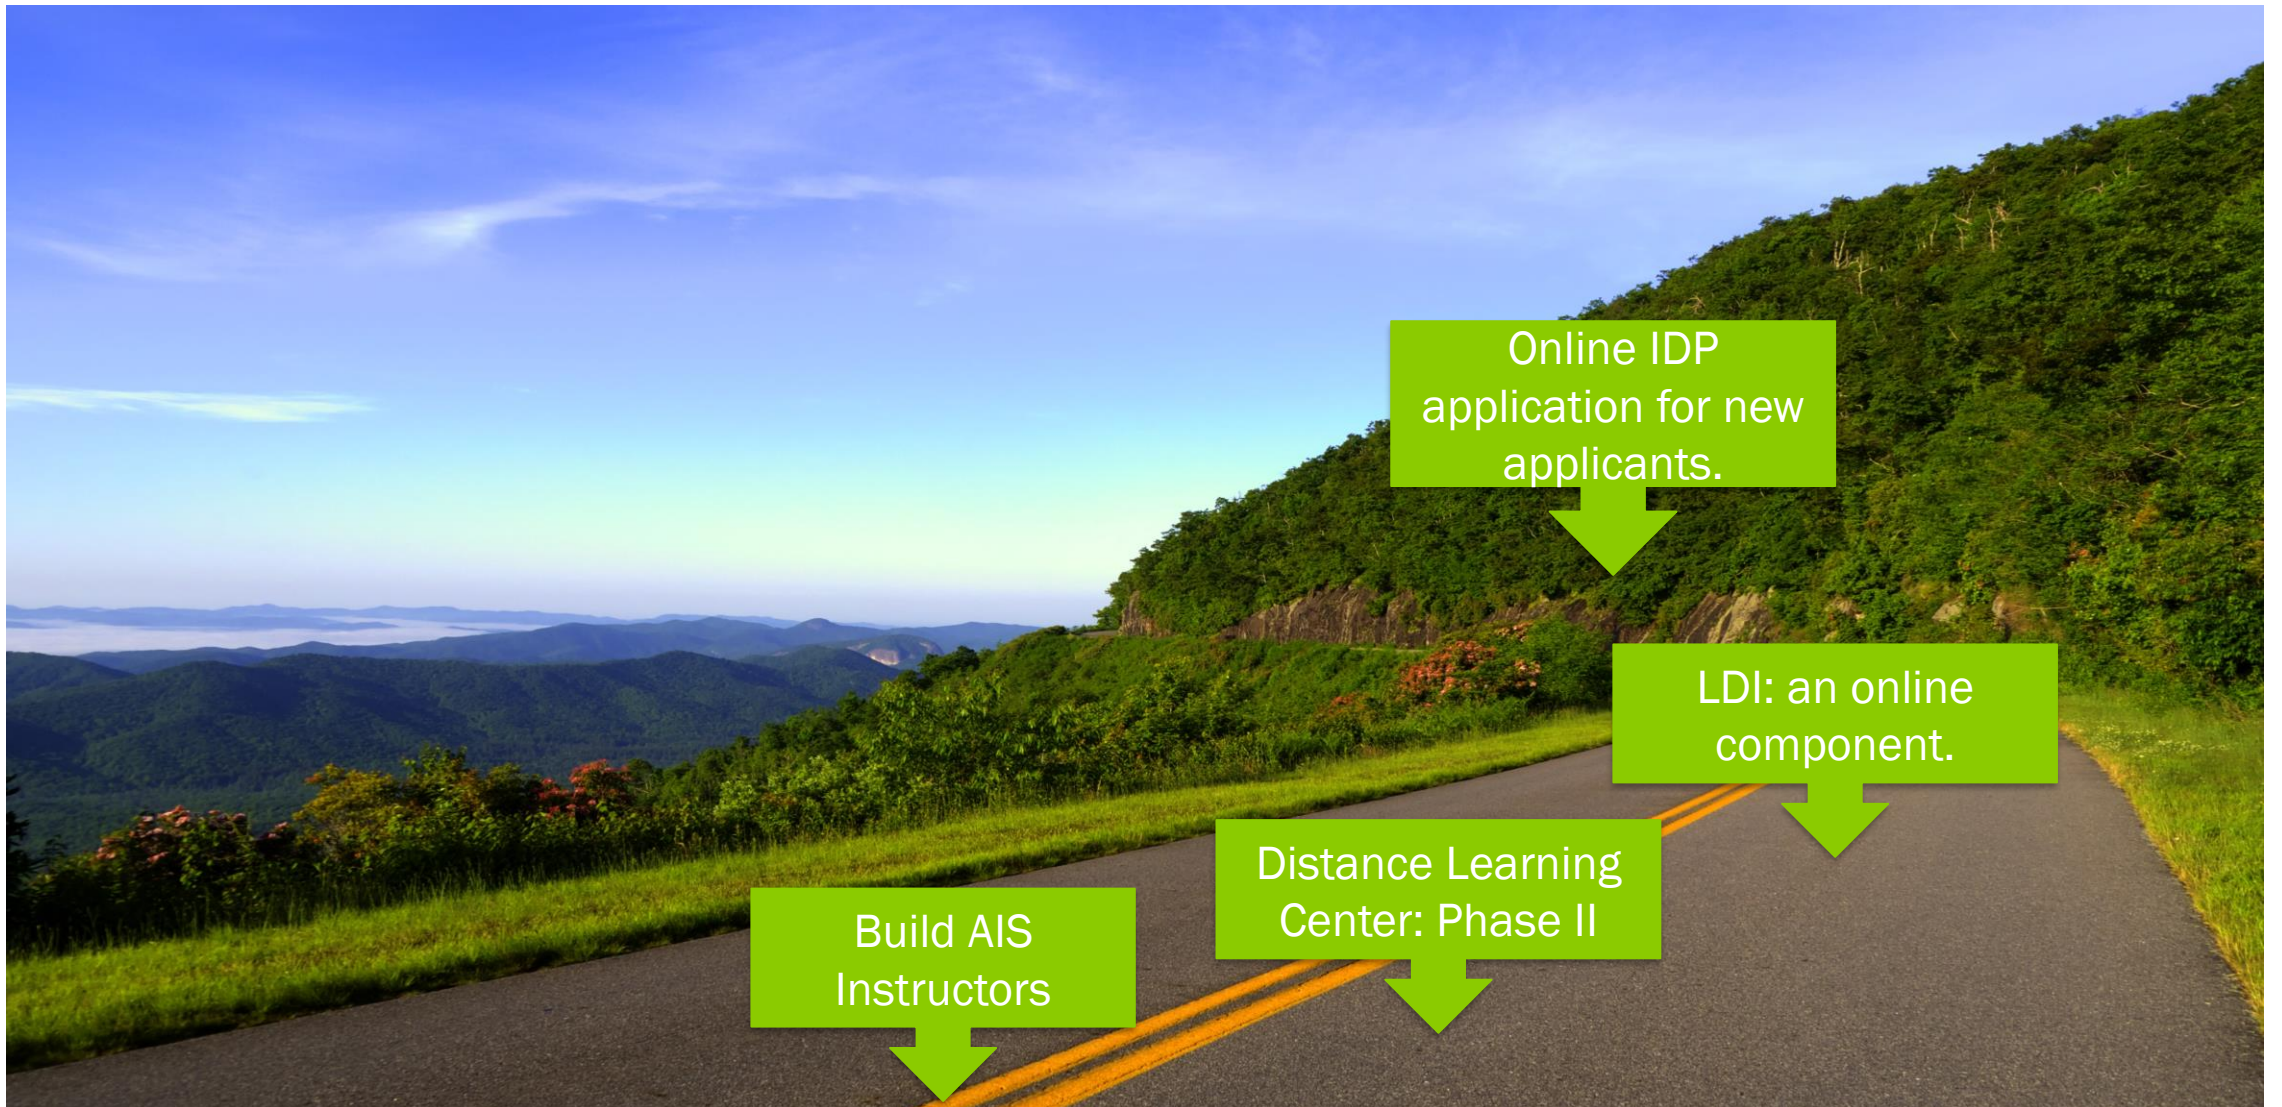 Online IDP
application for new
applicants.
LDI: an online
component.
Distance Learning
Center: Phase II
Build AIS
Instructors